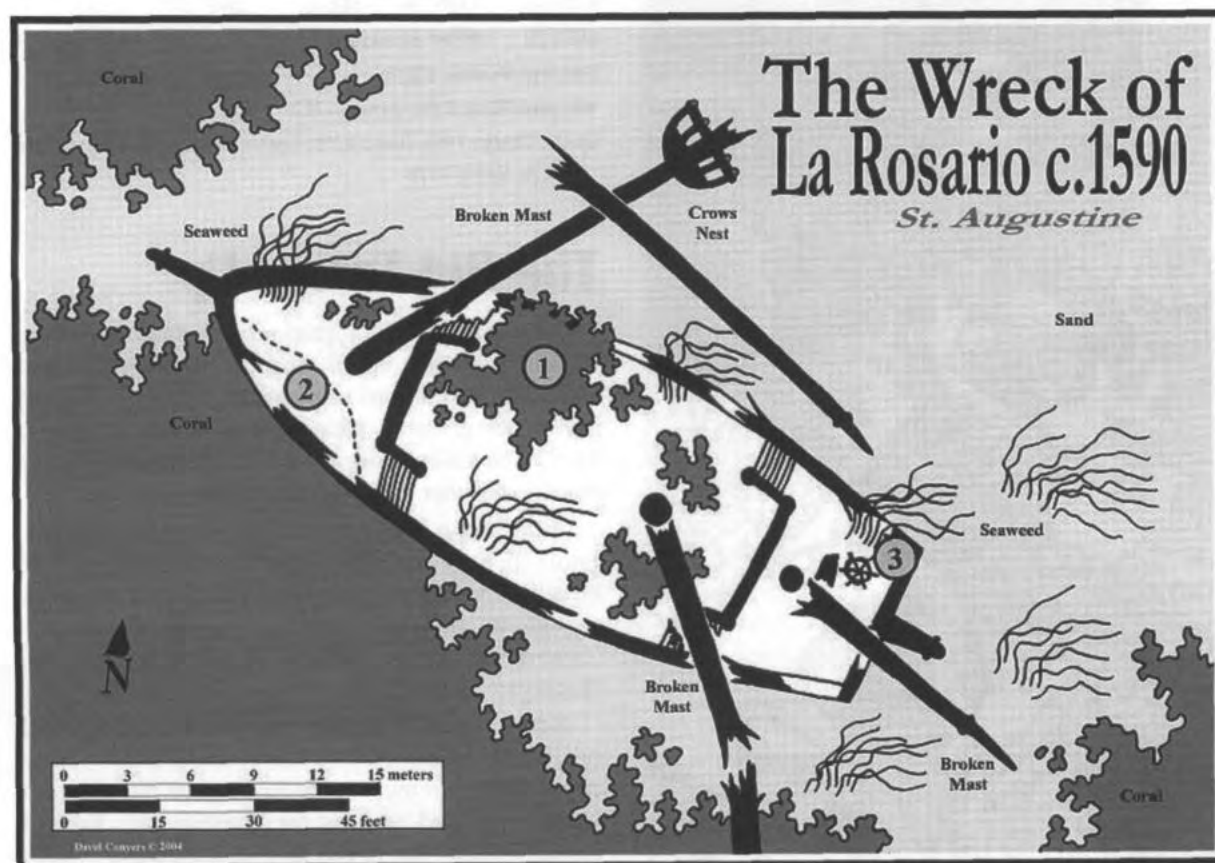 The Wreck of
La Rosario c.1590
St. Augustine
Coral
Seaweed
Broken Mast
Crows
Nest
Sand
1
2
Coral
Seaweed
3
N
Broken
Mast
Broken
Mast
Coral
0 3 6 9 12 15 meters
0 15 30 45 feet
David Conyers © 2004